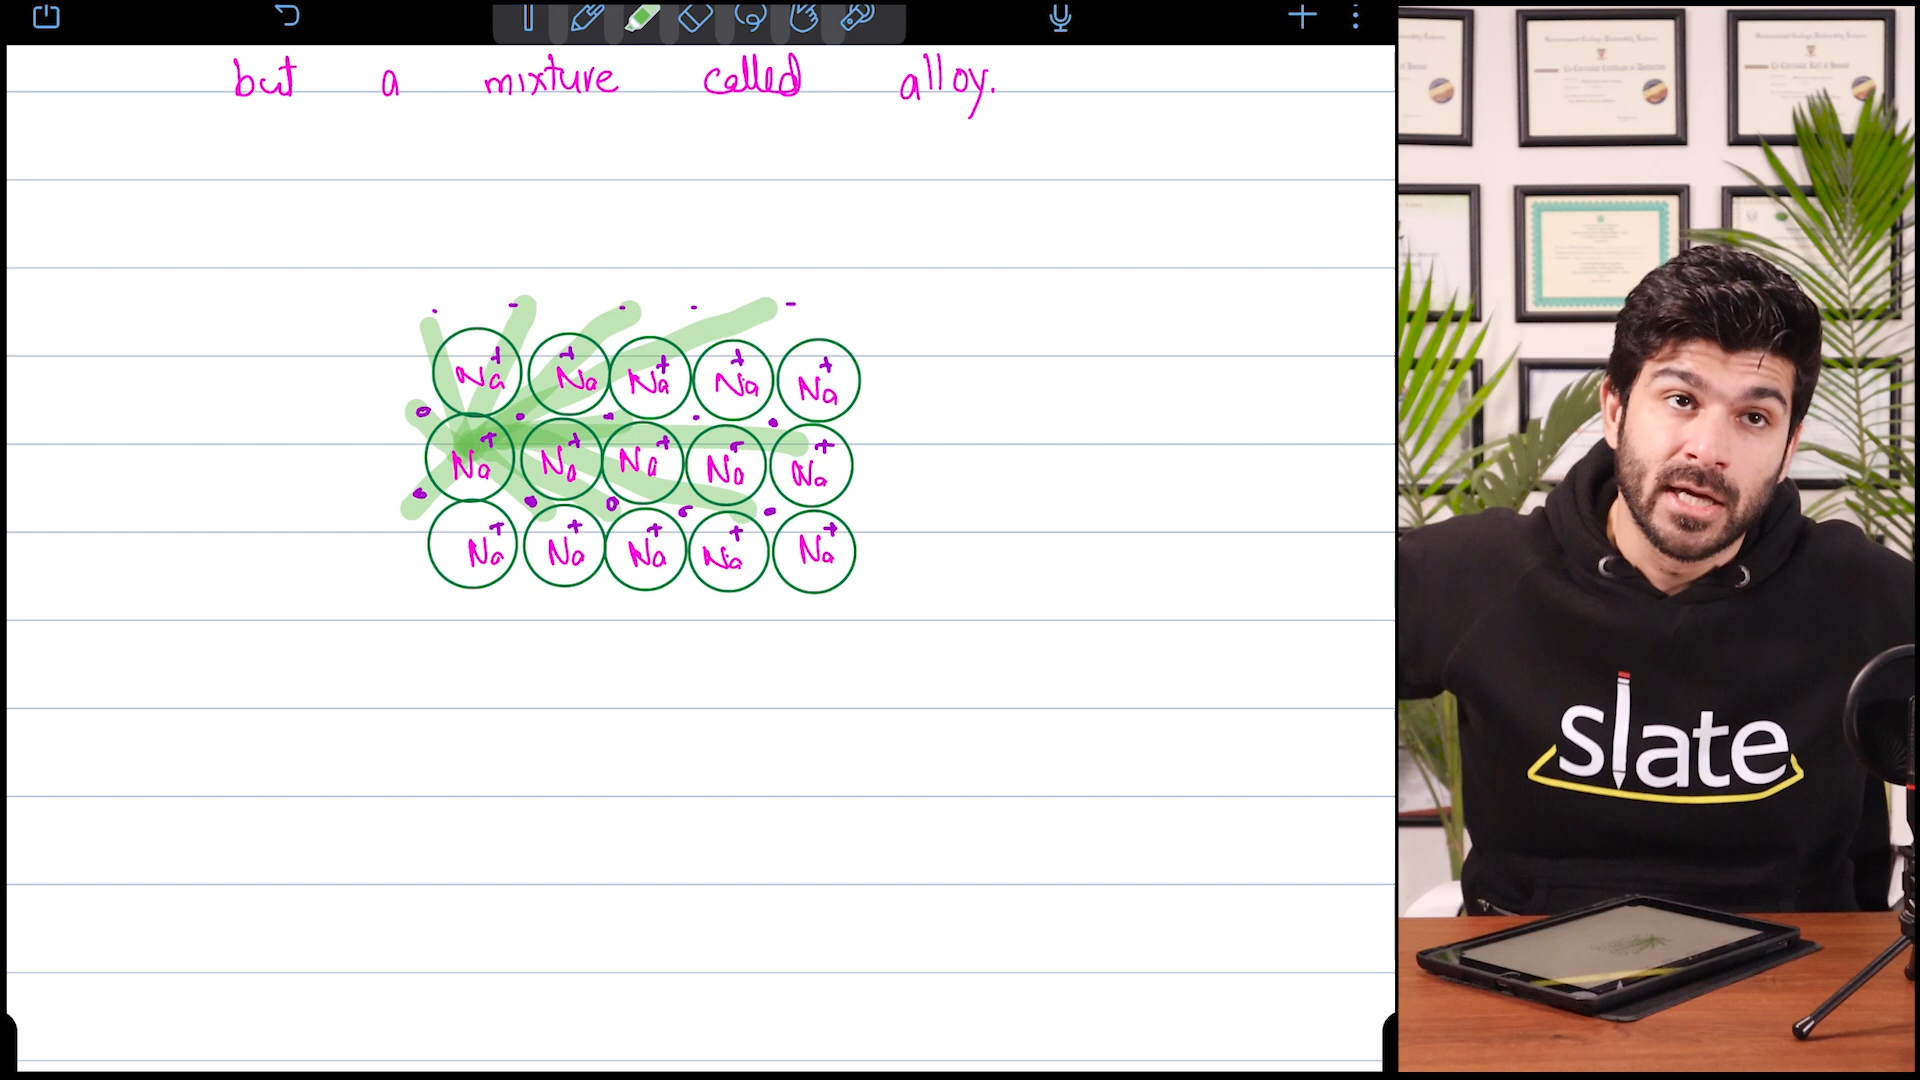 but a mixture called alloy.
Na+ Na+ Na+ Na+ Na+
Na+ Na+ Na+ Na Na+
Na+ Na+ Na+ Na+ Na+
slate